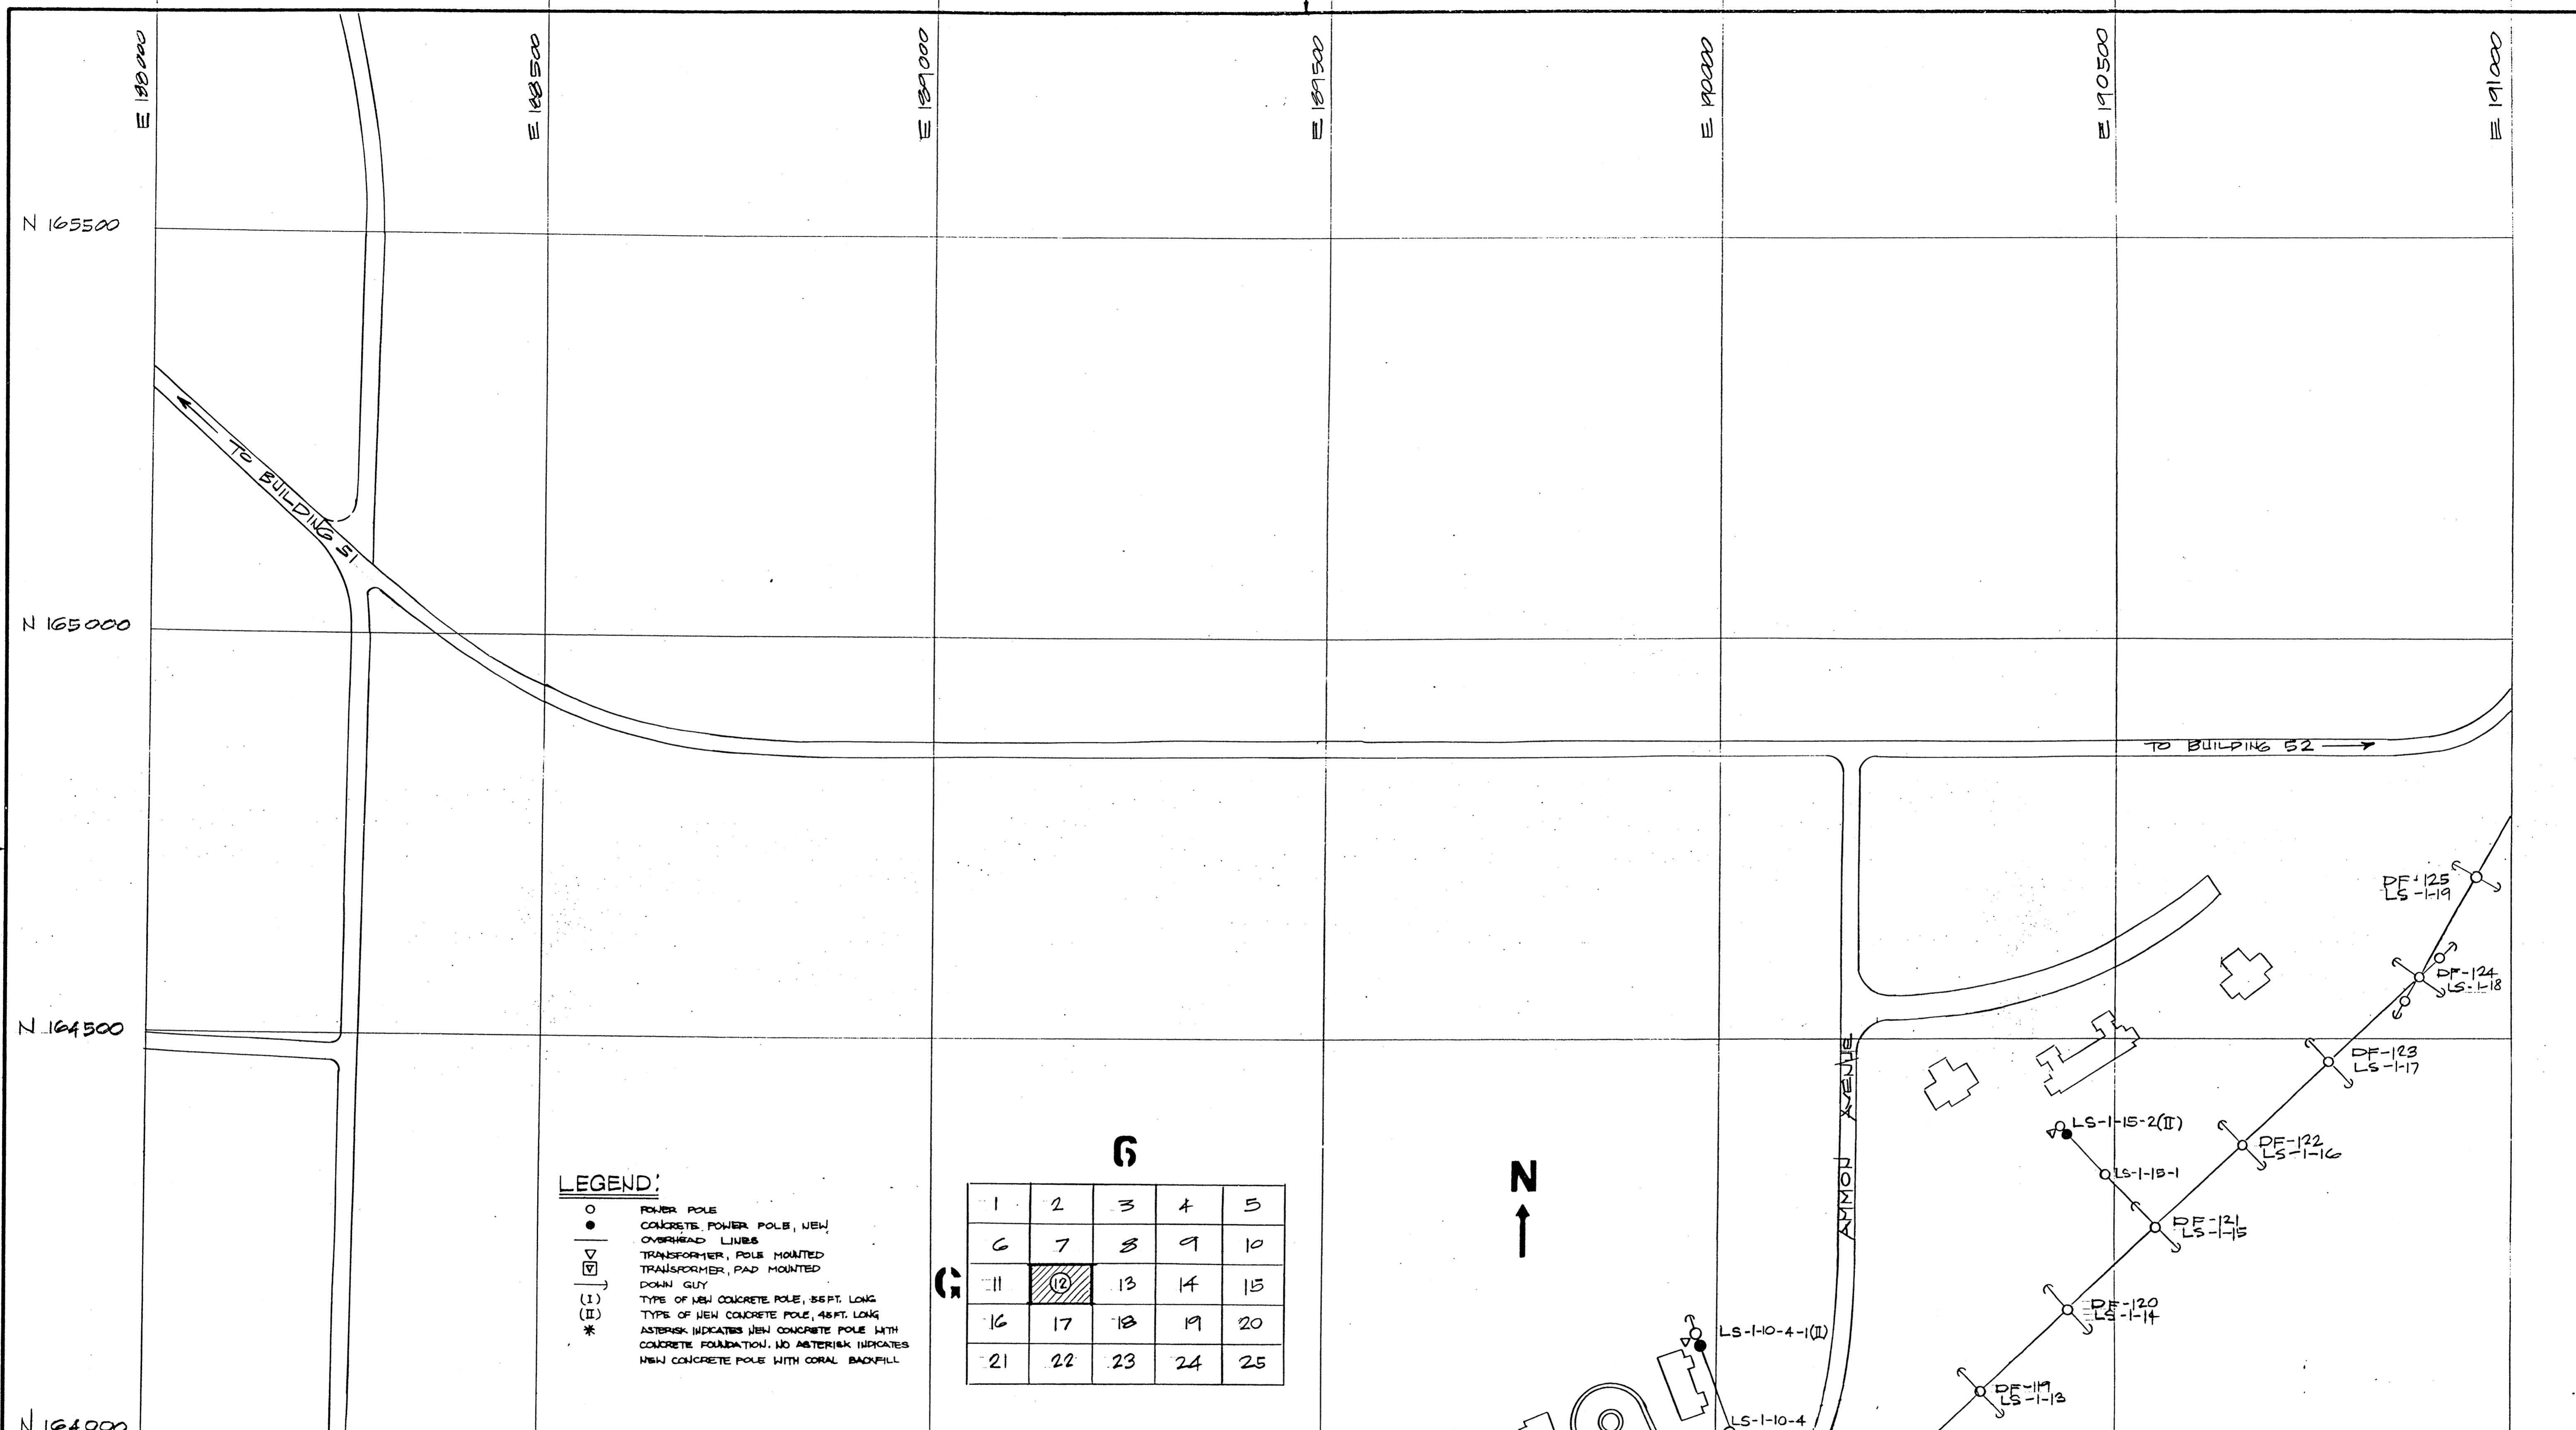 E 188000
E 188500
E 189000
E 189500
E 190000
E 190500
E 191000
N 165500
TO BUILDING 51
N 165000
TO BUILDING 52
DF-125
LS-1-19
DF-124
LS-1-18
N 164500
DF-123
LS-1-17
AMMON AVENUE
LS-1-15-2(II)
DF-122
LS-1-16
LS-1-15-1
DF-121
LS-1-15
DF-120
LS-1-14
LS-1-10-4-1(II)
DF-119
LS-1-13
LS-1-10-4
N 164000
LEGEND:
POWER POLE
CONCRETE POWER POLE, NEW
OVERHEAD LINES
TRANSFORMER, POLE MOUNTED
TRANSFORMER, PAD MOUNTED
DOWN GUY
(I) TYPE OF NEW CONCRETE POLE, 55FT. LONG
(II) TYPE OF NEW CONCRETE POLE, 45FT. LONG
* ASTERISK INDICATES NEW CONCRETE POLE WITH
CONCRETE FOUNDATION. NO ASTERISK INDICATES
NEW CONCRETE POLE WITH CORAL BACKFILL
6
G
1 2 3 4 5
6 7 8 9 10
11 12 13 14 15
16 17 18 19 20
21 22 23 24 25
N